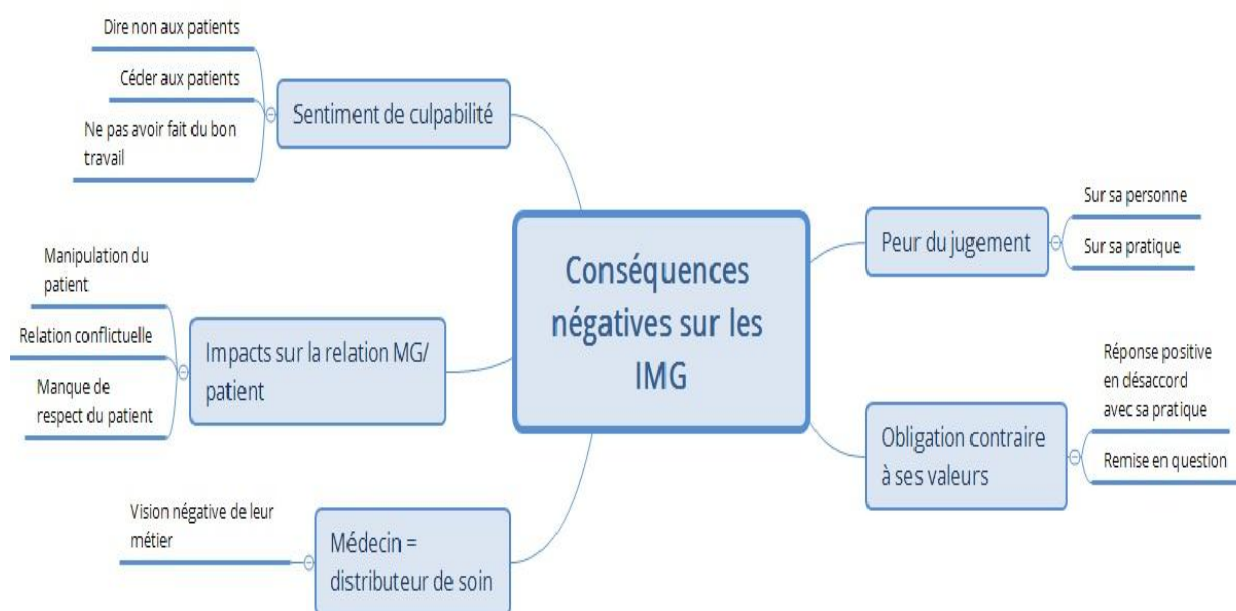 Dire non aux patients
Céder aux patients
Ne pas avoir fait du bon
travail
Sentiment de culpabilité
Manipulation du
patient
Relation conflictuelle
Manque de
respect du patient
Impacts sur la relation MG/
patient
Vision négative de leur
métier
Médecin =
distributeur de soin
Conséquences
négatives sur les
IMG
Peur du jugement
Sur sa personne
Sur sa pratique
Obligation contraire
à ses valeurs
Réponse positive
en désaccord
avec sa pratique
Remise en question